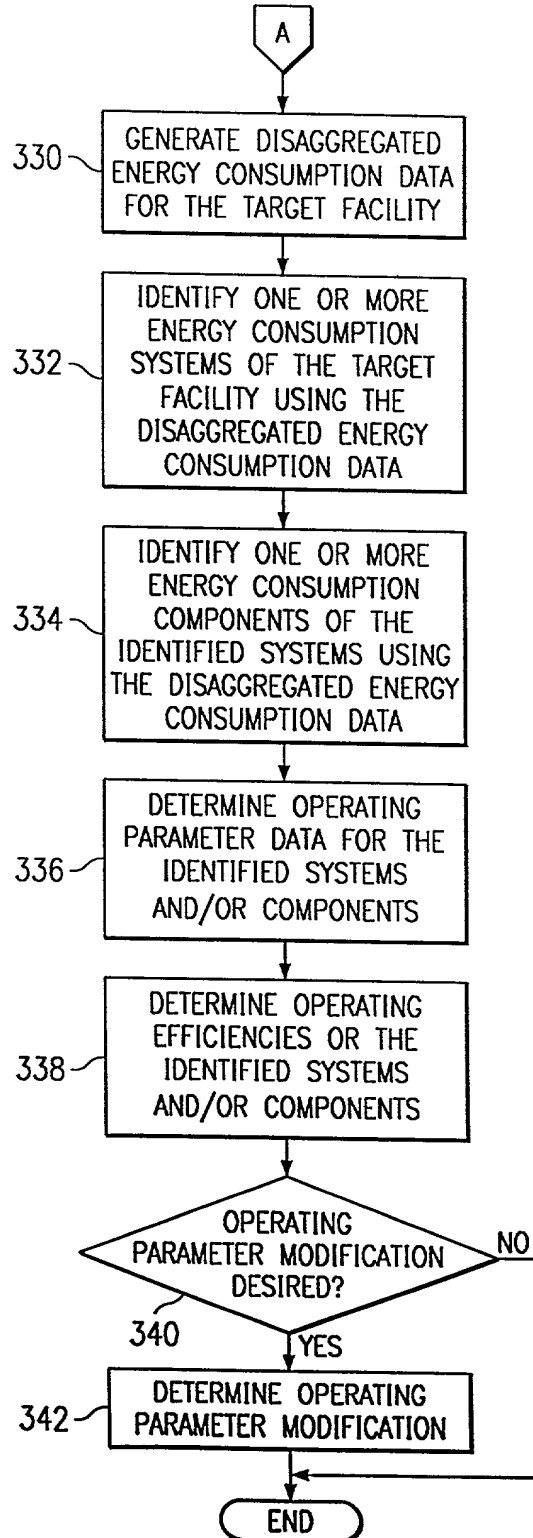 A
330
GENERATE DISAGGREGATED
ENERGY CONSUMPTION DATA
FOR THE TARGET FACILITY
332
IDENTIFY ONE OR MORE
ENERGY CONSUMPTION
SYSTEMS OF THE TARGET
FACILITY USING THE
DISAGGREGATED ENERGY
CONSUMPTION DATA
334
IDENTIFY ONE OR MORE
ENERGY CONSUMPTION
COMPONENTS OF THE
IDENTIFIED SYSTEMS USING
THE DISAGGREGATED ENERGY
CONSUMPTION DATA
336
DETERMINE OPERATING
PARAMETER DATA FOR THE
IDENTIFIED SYSTEMS
AND/OR COMPONENTS
338
DETERMINE OPERATING
EFFICIENCIES OR THE
IDENTIFIED SYSTEMS
AND/OR COMPONENTS
OPERATING
PARAMETER MODIFICATION
DESIRED?
NO
340
YES
342
DETERMINE OPERATING
PARAMETER MODIFICATION
END